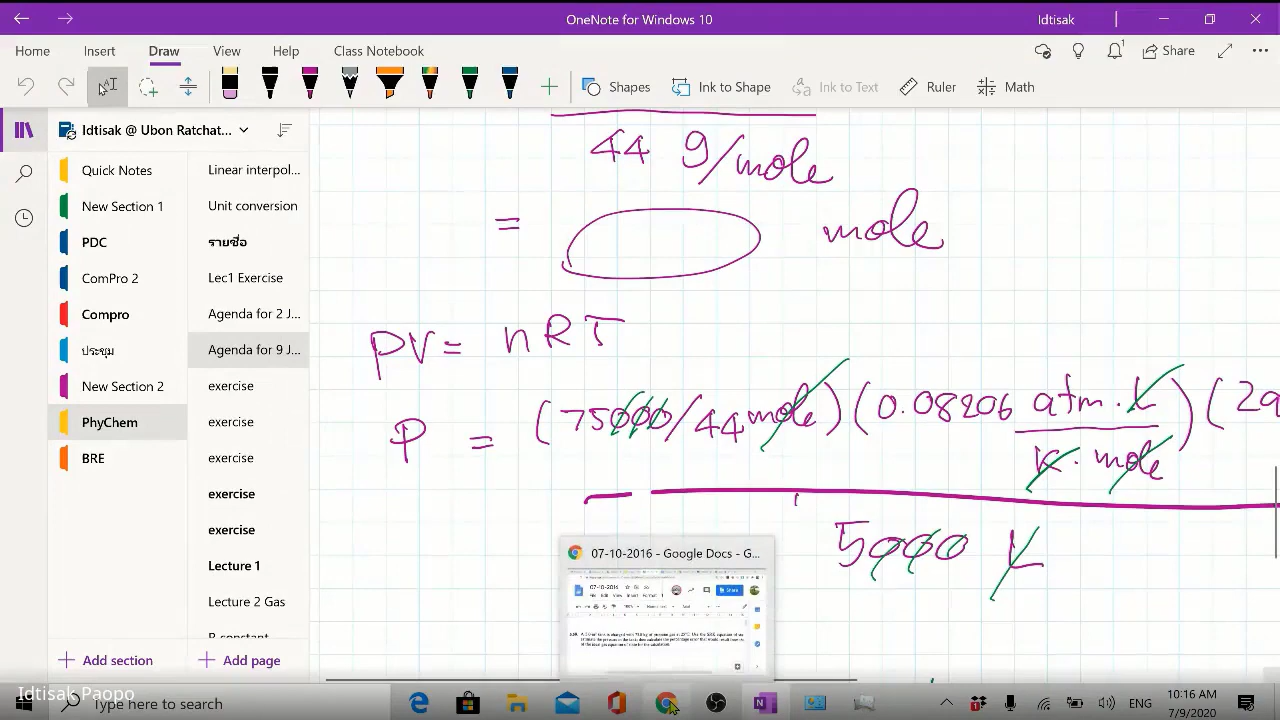 OneNote for Windows 10
Idtisak
Home Insert Draw View Help Class Notebook
Share
Shapes Ink to Shape Ink to Text Ruler Math
Idtisak @ Ubon Ratchat...
Quick Notes
New Section 1
PDC
ComPro 2
Compro
ประชุม
New Section 2
PhyChem
BRE
Linear interpol...
Unit conversion
รายชื่อ
Lec1 Exercise
Agenda for 2 J...
Agenda for 9 J...
exercise
exercise
exercise
exercise
exercise
Lecture 1
Lecture 2 Gas
R constant
Add section
Add page
44 g/mole
= mole
PV = nRT
P = (75000/44 mole)(0.08206 atm. L / K. mole)(29
5000 L
07-10-2016 - Google Docs - G...
07-10-2016
Share
Idtisak Paopo
Type here to search
ENG
10:16 AM
7/9/2020